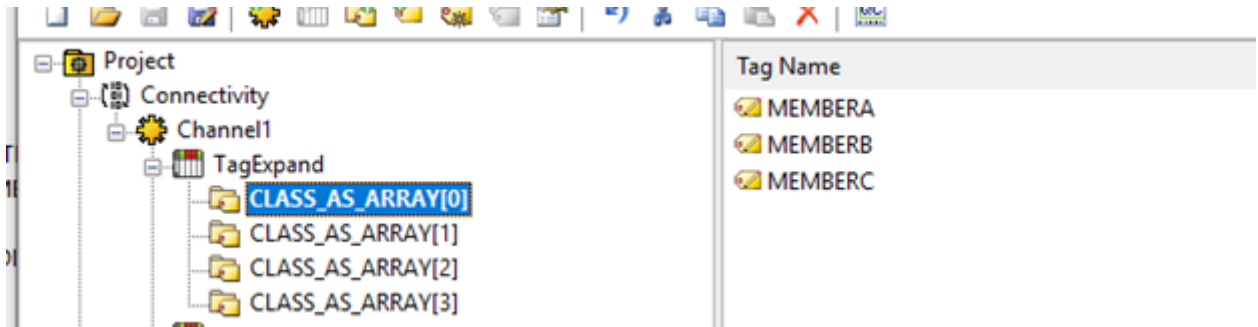 Project
Connectivity
Channel1
TagExpand
CLASS_AS_ARRAY[0]
CLASS_AS_ARRAY[1]
CLASS_AS_ARRAY[2]
CLASS_AS_ARRAY[3]
Tag Name
MEMBERA
MEMBERB
MEMBERC